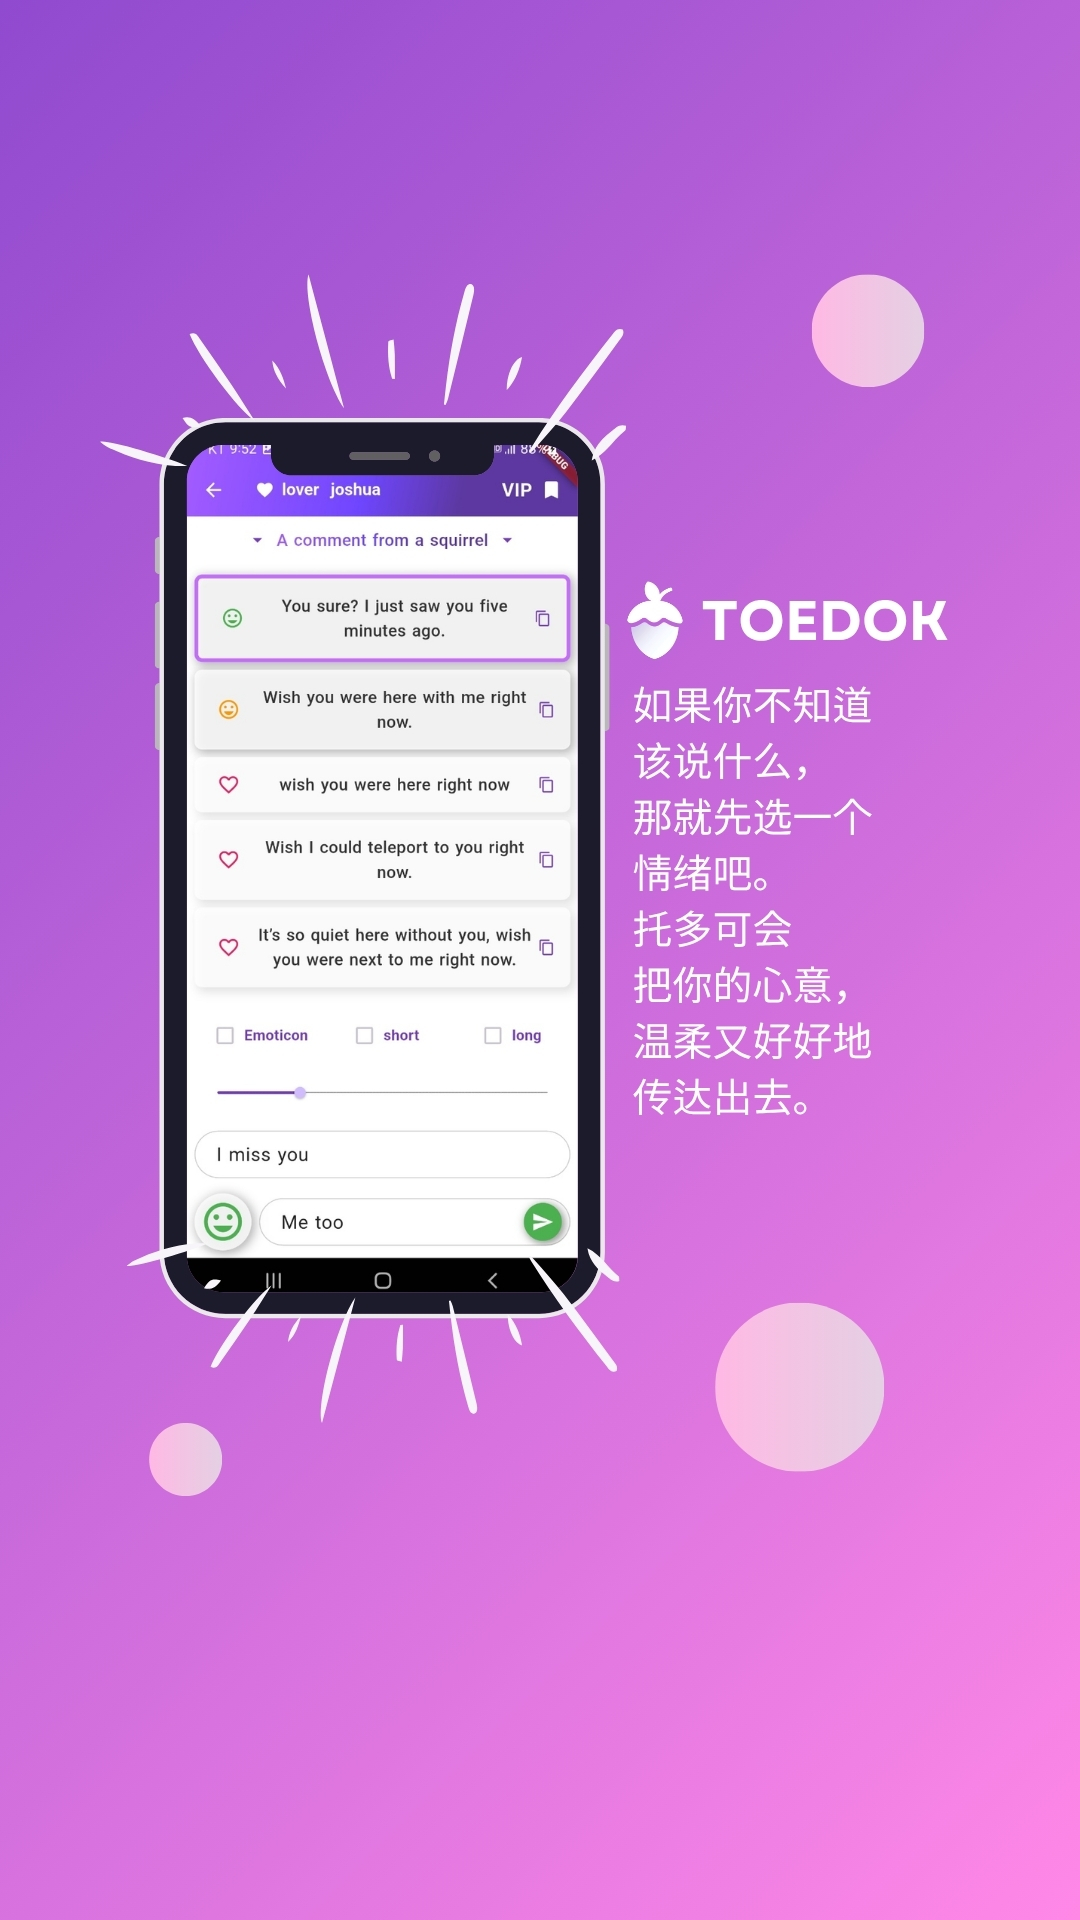 KT 9:52
lover joshua
VIP
A comment from a squirrel
You sure? I just saw you five
minutes ago.
Wish you were here with me right
now.
wish you were here right now
Wish I could teleport to you right
now.
It's so quiet here without you, wish
you were next to me right now.
Emoticon short long
I miss you
Me too
TOEDOK
如果你不知道
该说什么，
那就先选一个
情绪吧。
托多可会
把你的心意，
温柔又好好地
传达出去。